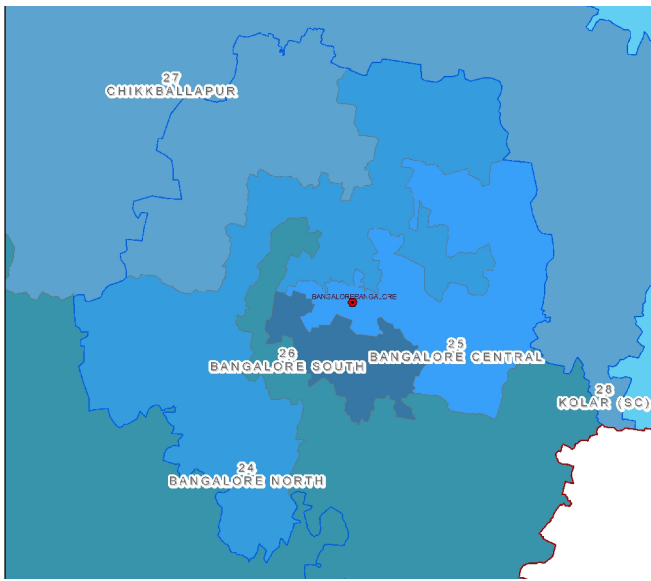 27
CHIKKBALLAPUR
BANGALOREBANGALORE
26
BANGALORE SOUTH
25
BANGALORE CENTRAL
28
KOLAR (SC)
24
BANGALORE NORTH